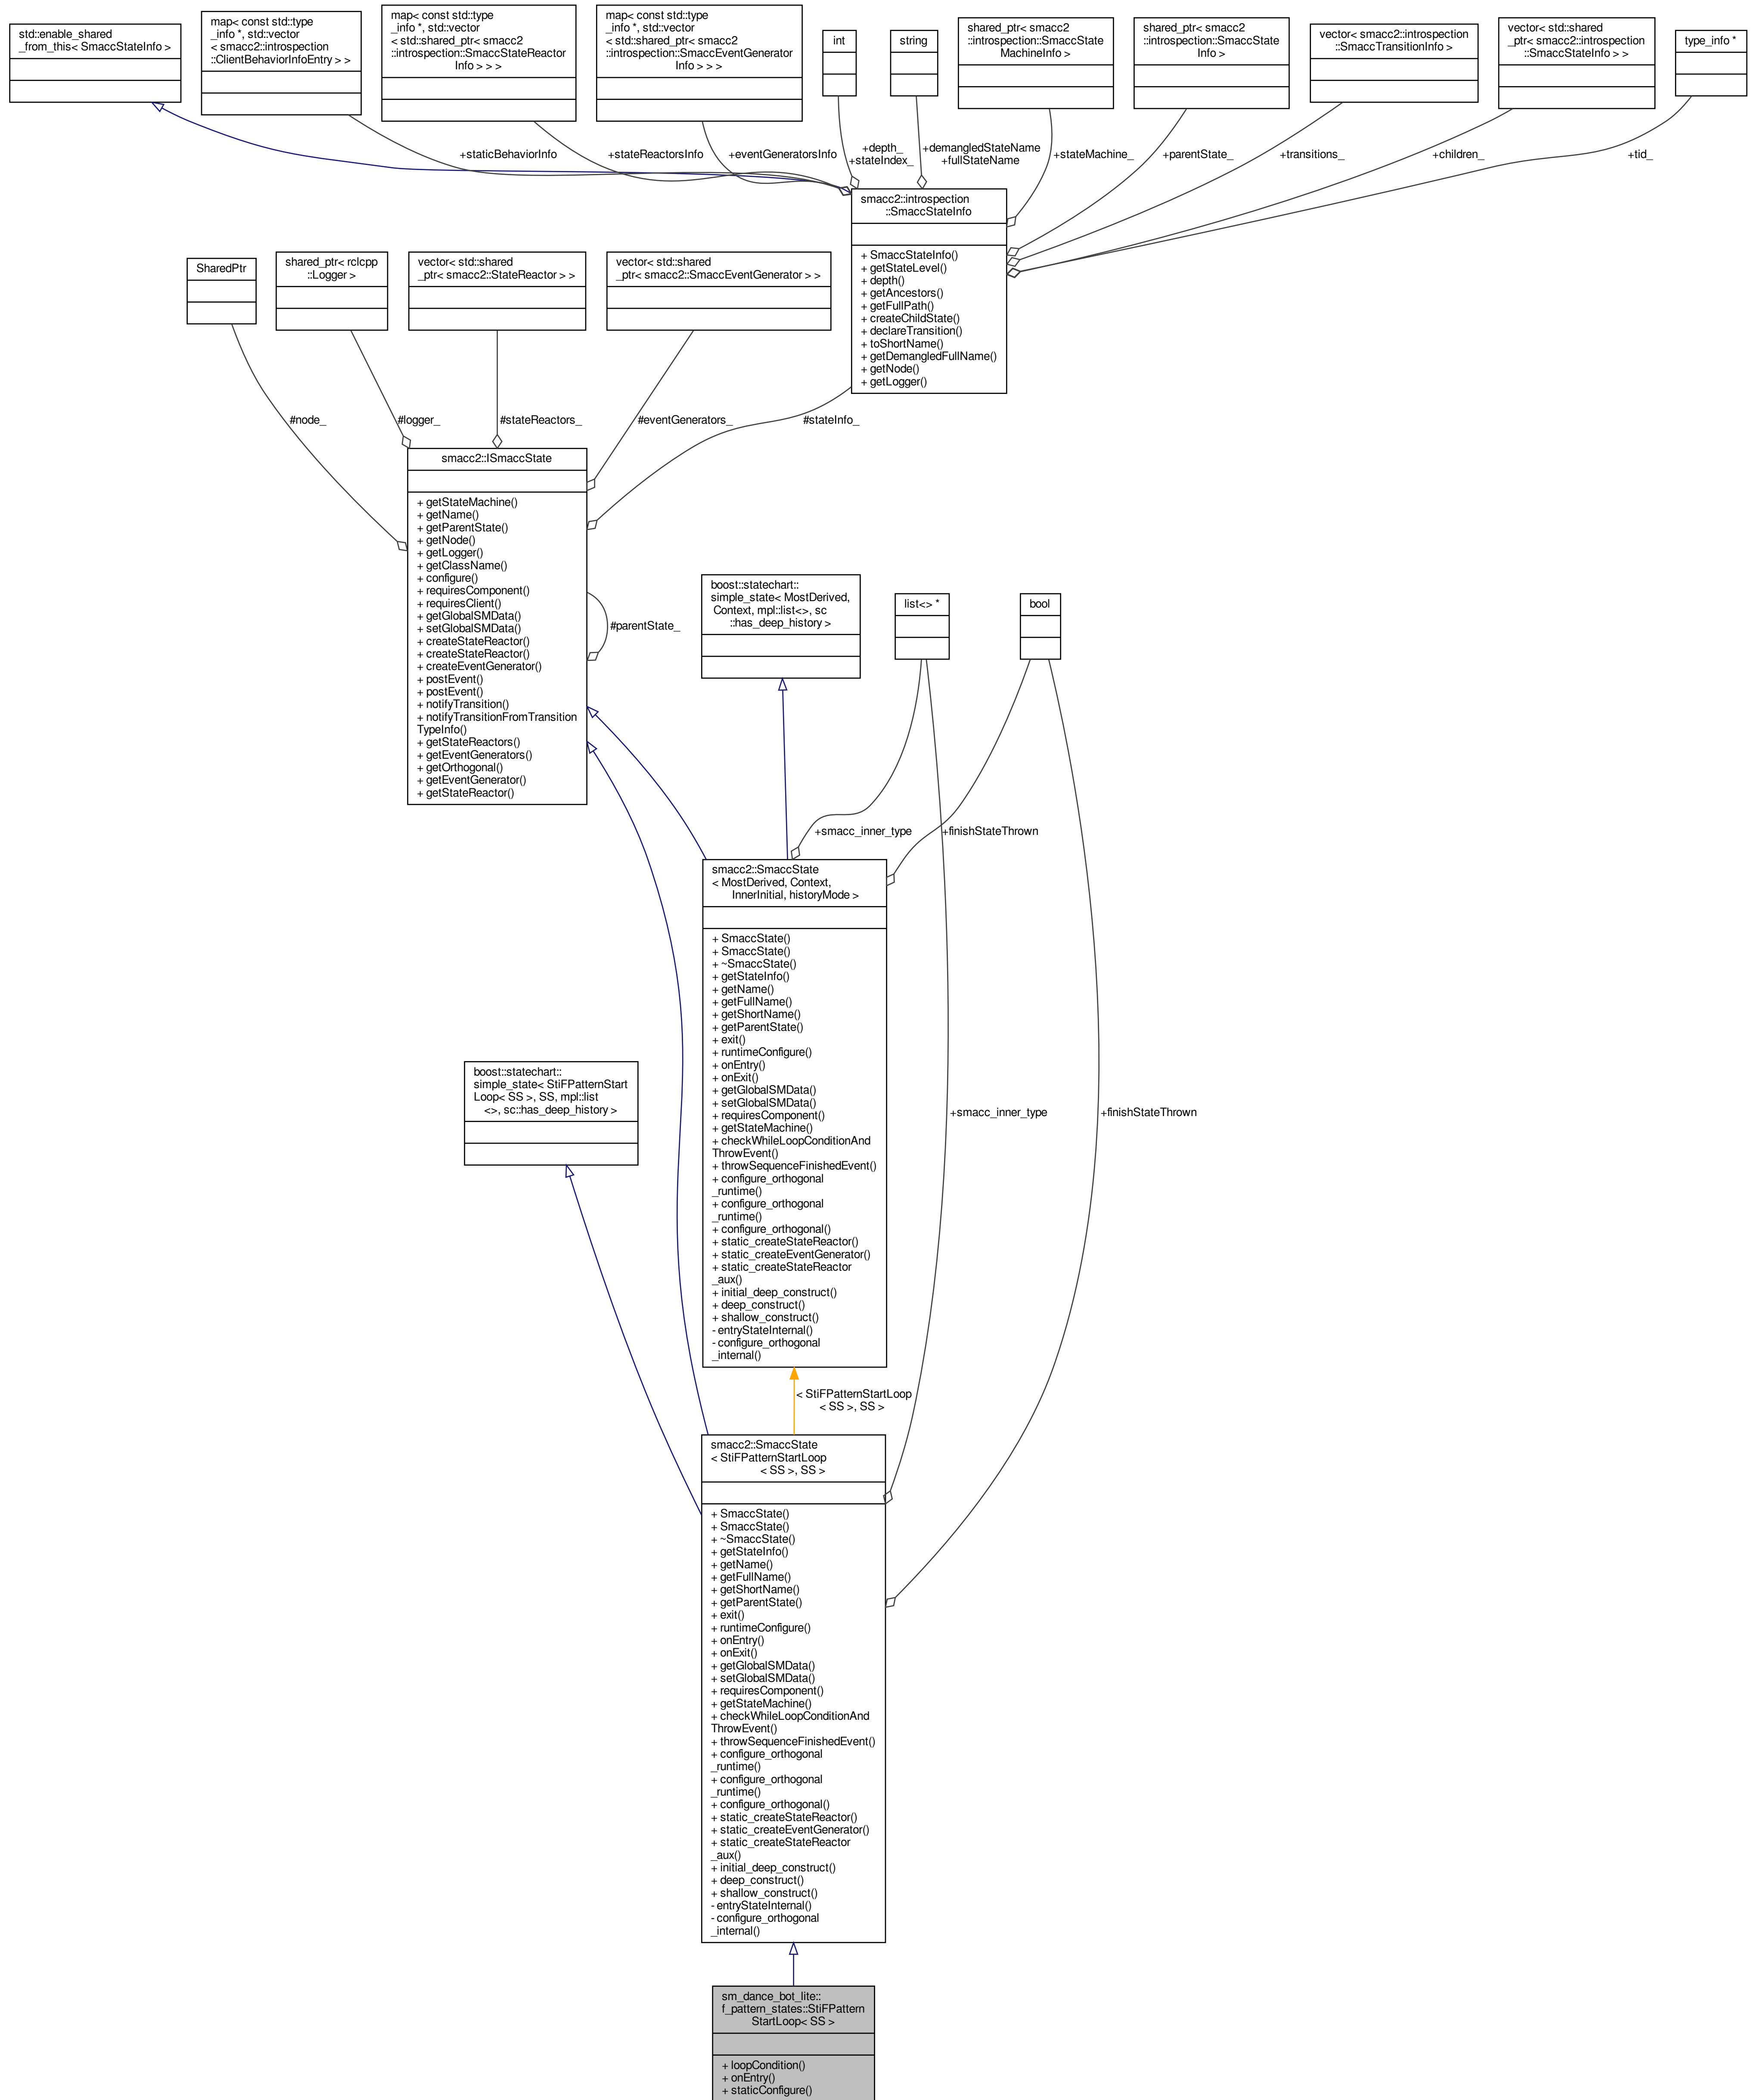 std::enable_shared
_from_this< SmaccStateInfo >
map< const std::type
_info *, std::vector
< smacc2::introspection
::ClientBehaviorInfoEntry > >
map< const std::type
_info *, std::vector
< std::shared_ptr< smacc2
::introspection::SmaccStateReactor
Info > > >
map< const std::type
_info *, std::vector
< std::shared_ptr< smacc2
::introspection::SmaccEventGenerator
Info > > >
int
string
shared_ptr< smacc2
::introspection::SmaccState
MachineInfo >
shared_ptr< smacc2
::introspection::SmaccState
Info >
vector< smacc2::introspection
::SmaccTransitionInfo >
vector< std::shared
_ptr< smacc2::introspection
::SmaccStateInfo > >
type_info *
+staticBehaviorInfo
+stateReactorsInfo
+eventGeneratorsInfo
+depth_
+stateIndex_
+demangledStateName
+fullStateName
+stateMachine_
+parentState_
+transitions_
+children_
+tid_
smacc2::introspection
::SmaccStateInfo
+ SmaccStateInfo()
+ getStateLevel()
+ depth()
+ getAncestors()
+ getFullPath()
+ createChildState()
+ declareTransition()
+ toShortName()
+ getDemangledFullName()
+ getNode()
+ getLogger()
SharedPtr
shared_ptr< rclcpp
::Logger >
vector< std::shared
_ptr< smacc2::StateReactor > >
vector< std::shared
_ptr< smacc2::SmaccEventGenerator > >
#node_
#logger_
#stateReactors_
#eventGenerators_
#stateInfo_
smacc2::ISmaccState
+ getStateMachine()
+ getName()
+ getParentState()
+ getNode()
+ getLogger()
+ getClassName()
+ configure()
+ requiresComponent()
+ requiresClient()
+ getGlobalSMData()
+ setGlobalSMData()
+ createStateReactor()
+ createStateReactor()
+ createEventGenerator()
+ postEvent()
+ postEvent()
+ notifyTransition()
+ notifyTransitionFromTransition
TypeInfo()
+ getStateReactors()
+ getEventGenerators()
+ getOrthogonal()
+ getEventGenerator()
+ getStateReactor()
#parentState_
boost::statechart::
simple_state< MostDerived,
Context, mpl::list<>, sc
::has_deep_history >
list<> *
bool
+smacc_inner_type
+finishStateThrown
smacc2::SmaccState
< MostDerived, Context,
InnerInitial, historyMode >
+ SmaccState()
+ SmaccState()
+ ~SmaccState()
+ getStateInfo()
+ getName()
+ getFullName()
+ getShortName()
+ getParentState()
+ exit()
+ runtimeConfigure()
+ onEntry()
+ onExit()
+ getGlobalSMData()
+ setGlobalSMData()
+ requiresComponent()
+ getStateMachine()
+ checkWhileLoopConditionAnd
ThrowEvent()
+ throwSequenceFinishedEvent()
+ configure_orthogonal
_runtime()
+ configure_orthogonal
_runtime()
+ configure_orthogonal()
+ static_createStateReactor()
+ static_createEventGenerator()
+ static_createStateReactor
_aux()
+ initial_deep_construct()
+ deep_construct()
+ shallow_construct()
- entryStateInternal()
- configure_orthogonal
_internal()
boost::statechart::
simple_state< StiFPatternStart
Loop< SS >, SS, mpl::list
<>, sc::has_deep_history >
+smacc_inner_type
+finishStateThrown
< StiFPatternStartLoop
< SS >, SS >
smacc2::SmaccState
< StiFPatternStartLoop
< SS >, SS >
+ SmaccState()
+ SmaccState()
+ ~SmaccState()
+ getStateInfo()
+ getName()
+ getFullName()
+ getShortName()
+ getParentState()
+ exit()
+ runtimeConfigure()
+ onEntry()
+ onExit()
+ getGlobalSMData()
+ setGlobalSMData()
+ requiresComponent()
+ getStateMachine()
+ checkWhileLoopConditionAnd
ThrowEvent()
+ throwSequenceFinishedEvent()
+ configure_orthogonal
_runtime()
+ configure_orthogonal
_runtime()
+ configure_orthogonal()
+ static_createStateReactor()
+ static_createEventGenerator()
+ static_createStateReactor
_aux()
+ initial_deep_construct()
+ deep_construct()
+ shallow_construct()
- entryStateInternal()
- configure_orthogonal
_internal()
sm_dance_bot_lite::
f_pattern_states::StiFPattern
StartLoop< SS >
+ loopCondition()
+ onEntry()
+ staticConfigure()